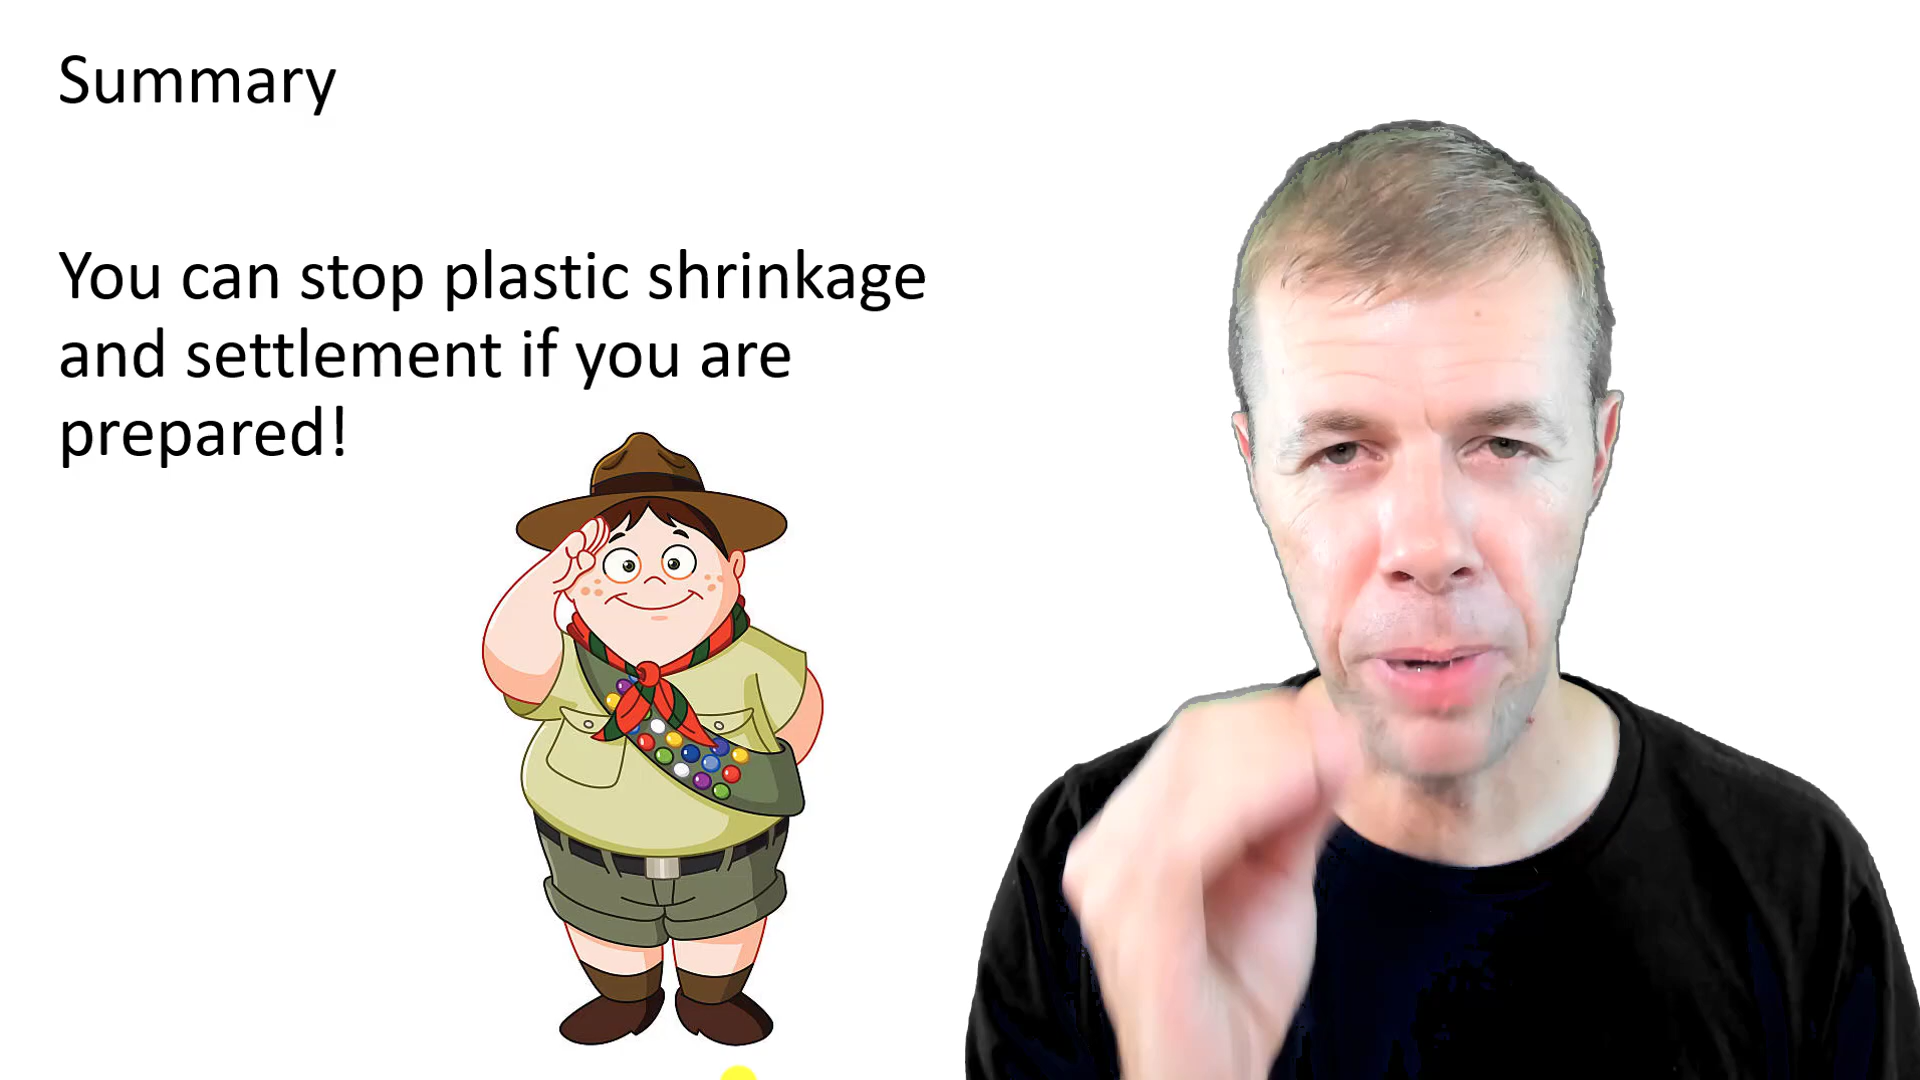 Summary
You can stop plastic shrinkage
and settlement if you are
prepared!